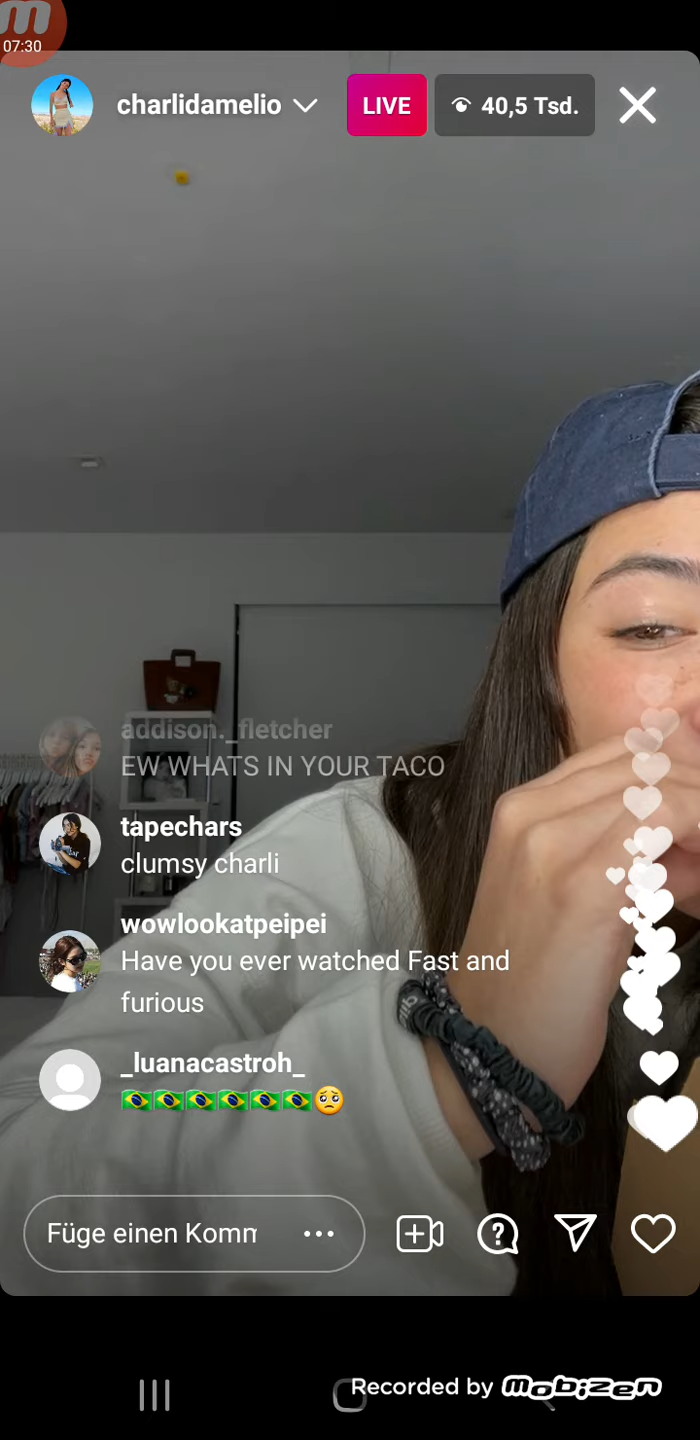 07:30
charlidamelio
LIVE
40,5 Tsd.
addison._fletcher
EW WHATS IN YOUR TACO
tapechars
clumsy charli
wowlookatpeipei
Have you ever watched Fast and
furious
_luanacastroh_
🇧🇷🇧🇷🇧🇷🇧🇷🇧🇷🇧🇷🥺
Füge einen Komm
Recorded by mobizen